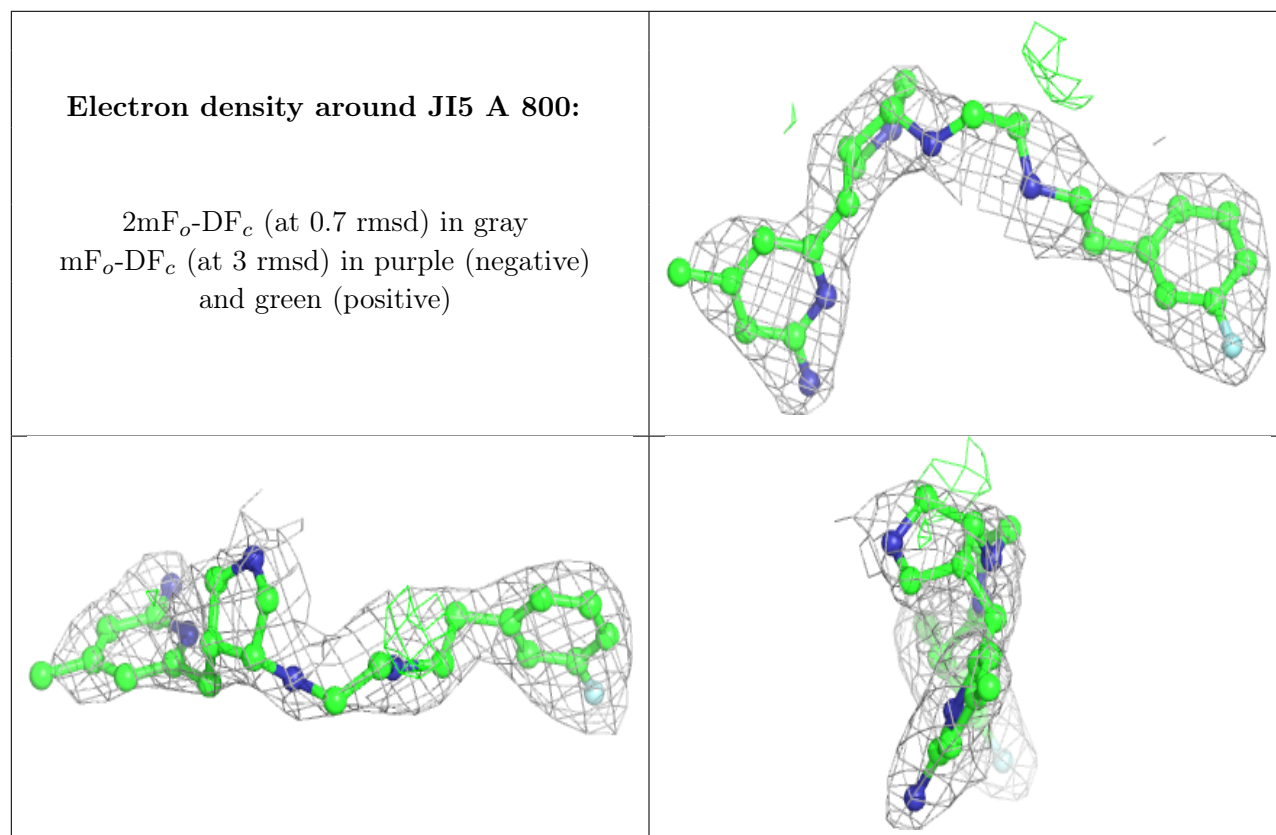 Electron density around JI5 A 800:
2mFo-DFc (at 0.7 rmsd) in gray
mFo-DFc (at 3 rmsd) in purple (negative)
and green (positive)